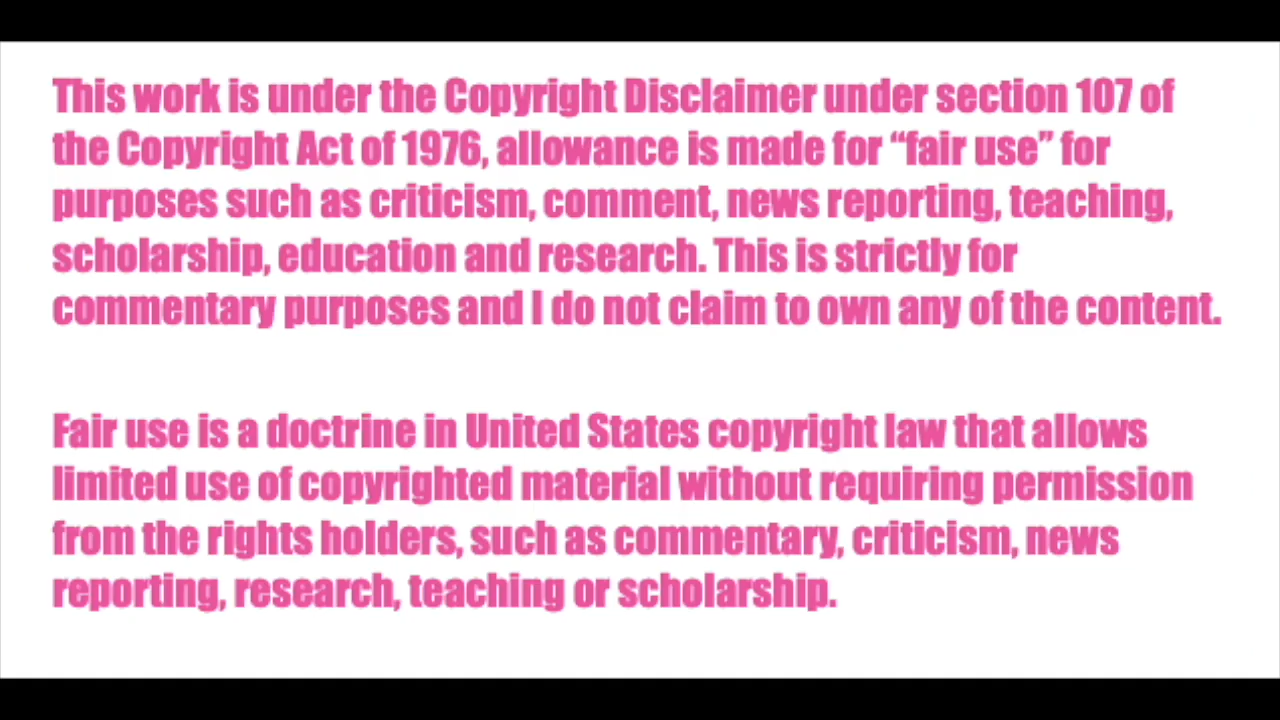 This work is under the Copyright Disclaimer under section 107 of
the Copyright Act of 1976, allowance is made for “fair use” for
purposes such as criticism, comment, news reporting, teaching,
scholarship, education and research. This is strictly for
commentary purposes and I do not claim to own any of the content.
Fair use is a doctrine in United States copyright law that allows
limited use of copyrighted material without requiring permission
from the rights holders, such as commentary, criticism, news
reporting, research, teaching or scholarship.